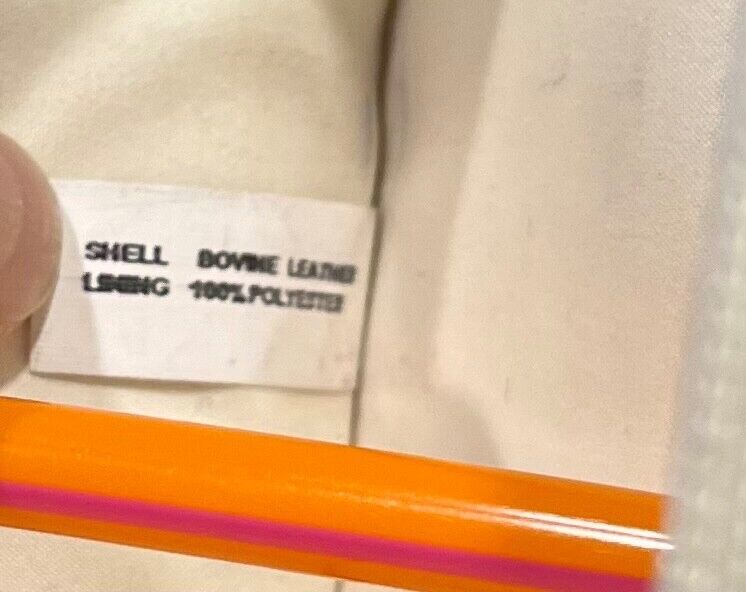 SHELL BOVINE LEATHER
LINING 100% POLYESTER